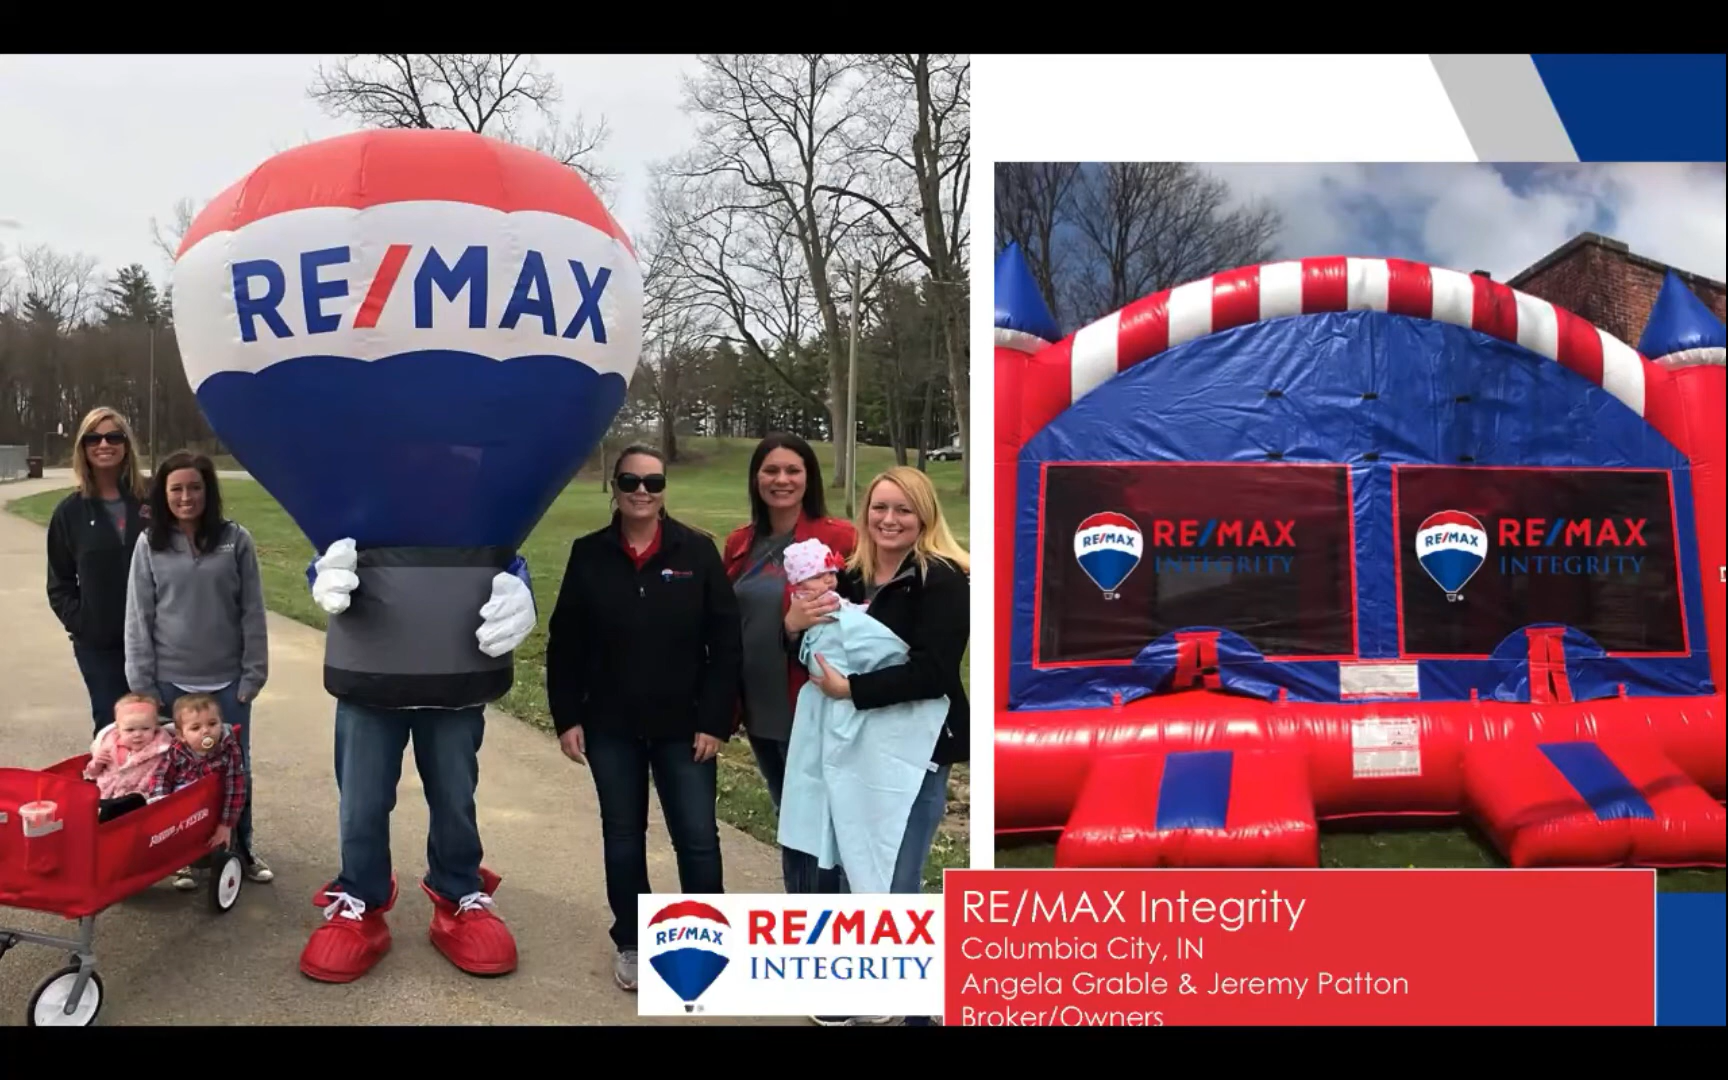 RE/MAX
RE/MAX
RE/MAX
INTEGRITY
RE/MAX
RE/MAX
INTEGRITY
RE/MAX
RE/MAX
INTEGRITY
RE/MAX Integrity
Columbia City, IN
Angela Grable & Jeremy Patton
Broker/Owners